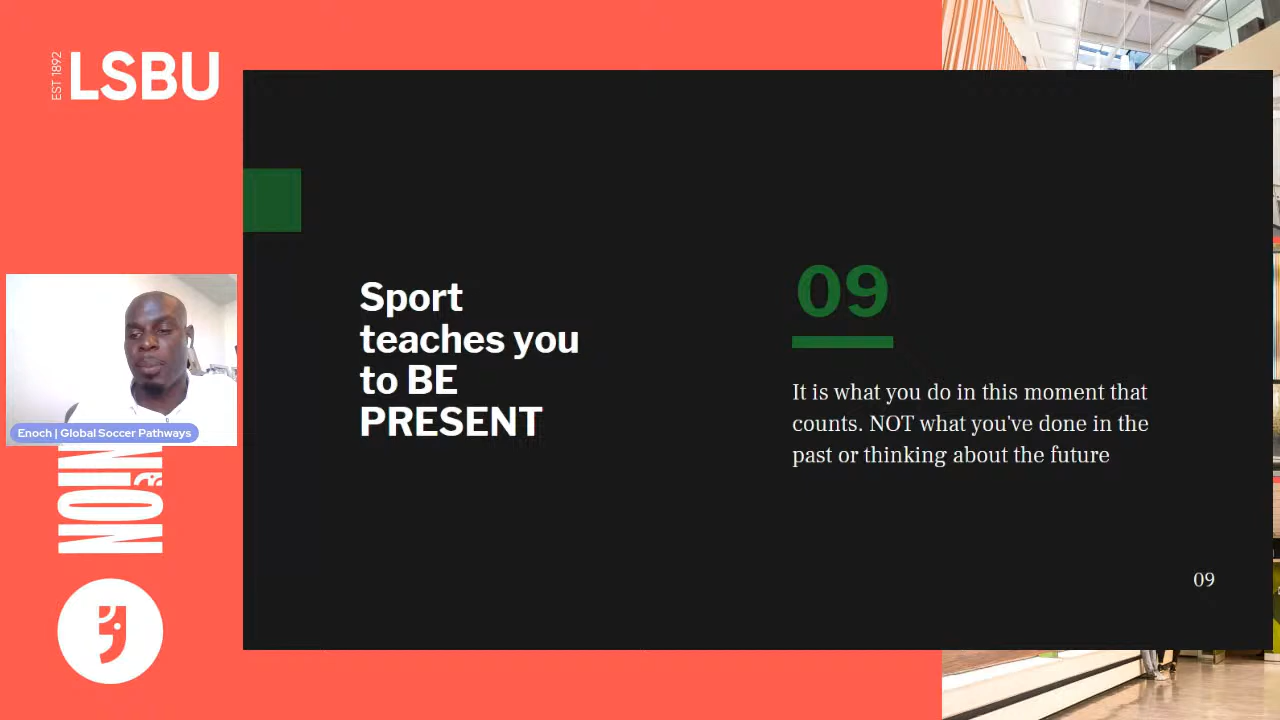 EST 1892
LSBU
Sport
teaches you
to BE
PRESENT
09
It is what you do in this moment that
counts. NOT what you've done in the
past or thinking about the future
09
Enoch | Global Soccer Pathways